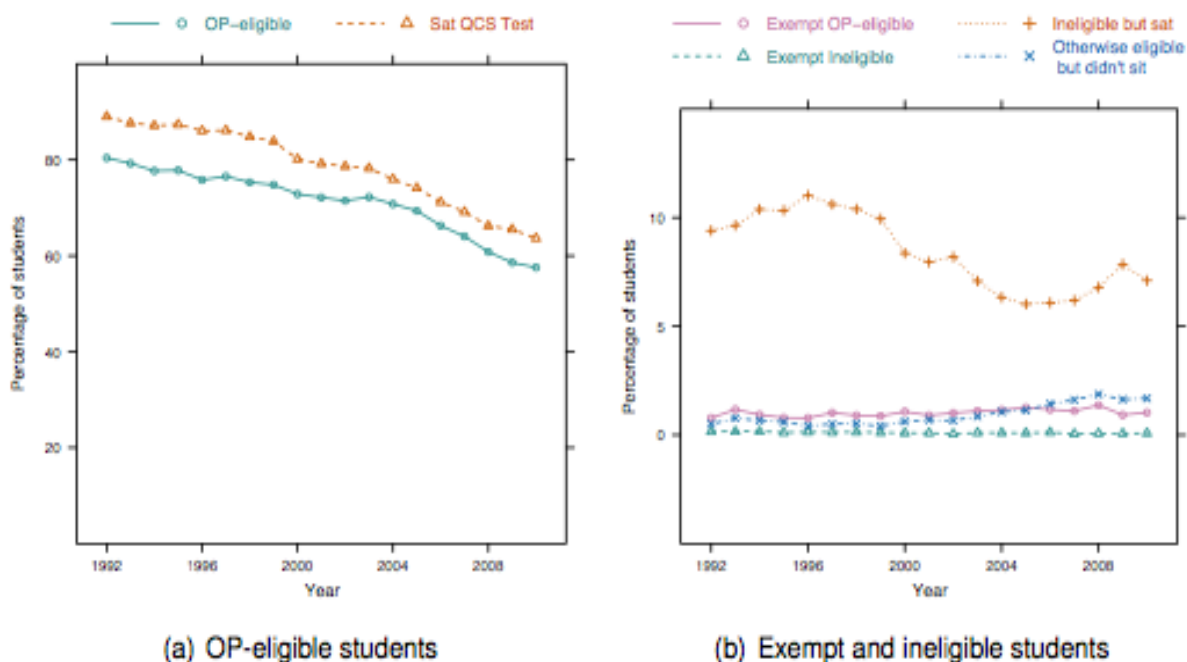 OP-eligible
Sat QCS Test
80
60
40
20
Percentage of students
1992
1996
2000
2004
2008
Year
(a) OP-eligible students
Exempt OP-eligible
Ineligible but sat
Exempt Ineligible
Otherwise eligible
but didn't sit
10
5
0
Percentage of students
1992
1996
2000
2004
2008
Year
(b) Exempt and ineligible students